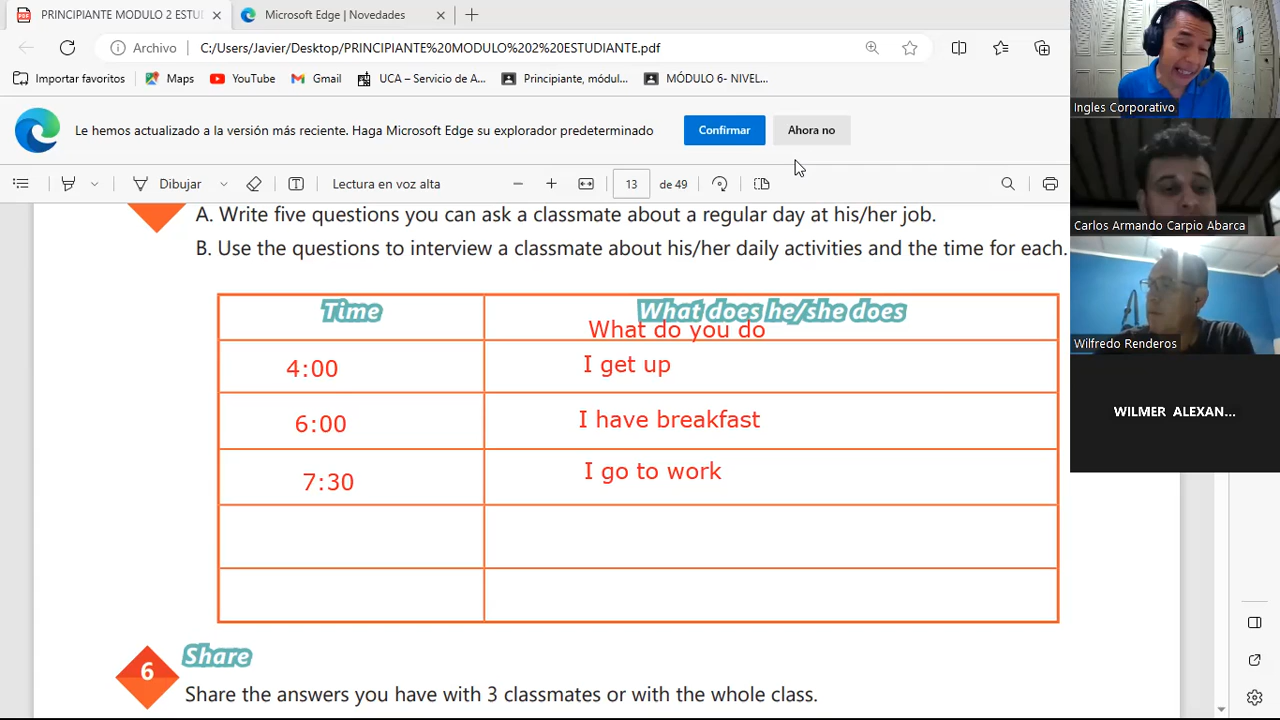 PRINCIPIANTE MODULO 2 ESTUD
Microsoft Edge | Novedades
Archivo
C:/Users/Javier/Desktop/PRINCIPIANTE%20MODULO%202%20ESTUDIANTE.pdf
Importar favoritos
Maps
YouTube
Gmail
UCA – Servicio de A...
Principiante, módul...
MÓDULO 6- NIVEL...
Le hemos actualizado a la versión más reciente. Haga Microsoft Edge su explorador predeterminado
Confirmar
Ahora no
Dibujar
Lectura en voz alta
13
de 49
A. Write five questions you can ask a classmate about a regular day at his/her job.
B. Use the questions to interview a classmate about his/her daily activities and the time for each.
Time
What does he/she does
What do you do
4:00
I get up
6:00
I have breakfast
7:30
I go to work
6
Share
Share the answers you have with 3 classmates or with the whole class.
Ingles Corporativo
Carlos Armando Carpio Abarca
Wilfredo Renderos
WILMER ALEXAN...